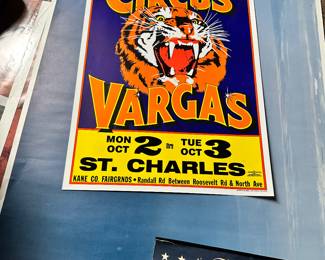 CIRCUS
VARGAS
MON OCT 2 TUE OCT 3
ST. CHARLES
KANE CO. FAIRGRNDS • Randall Rd Between Roosevelt Rd & North Ave